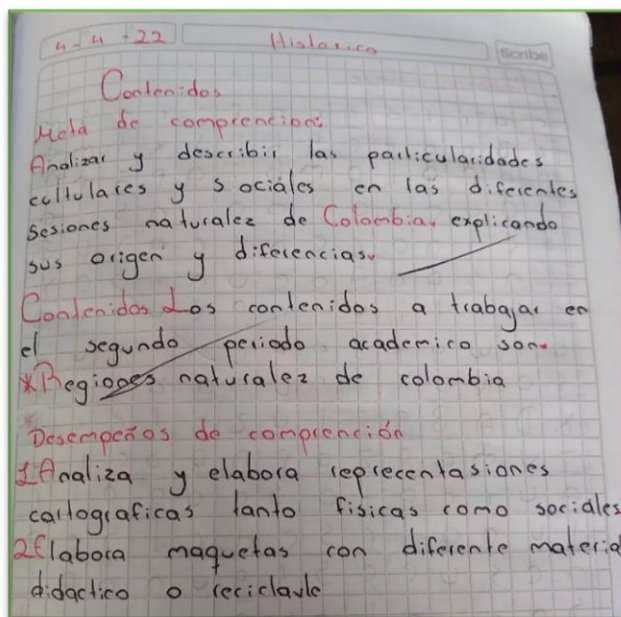 4-4-22 Historico Scribe
Contenidos
Meta de comprencion:
Analizar y describir las particularidades
cultulares y sociales en las diferentes
sesiones naturalez de Colombia, explicando
sus origen y diferencias.
Contenidos Los contenidos a trabajar en
el segundo periodo academico son.
*Regiones naturalez de colombia
Desempeños de comprención
1Analiza y elabora reprecentasiones
cartograficas tanto fisicas como sociales
2Elabora maquetas con diferente materia
didactico o reciclavle